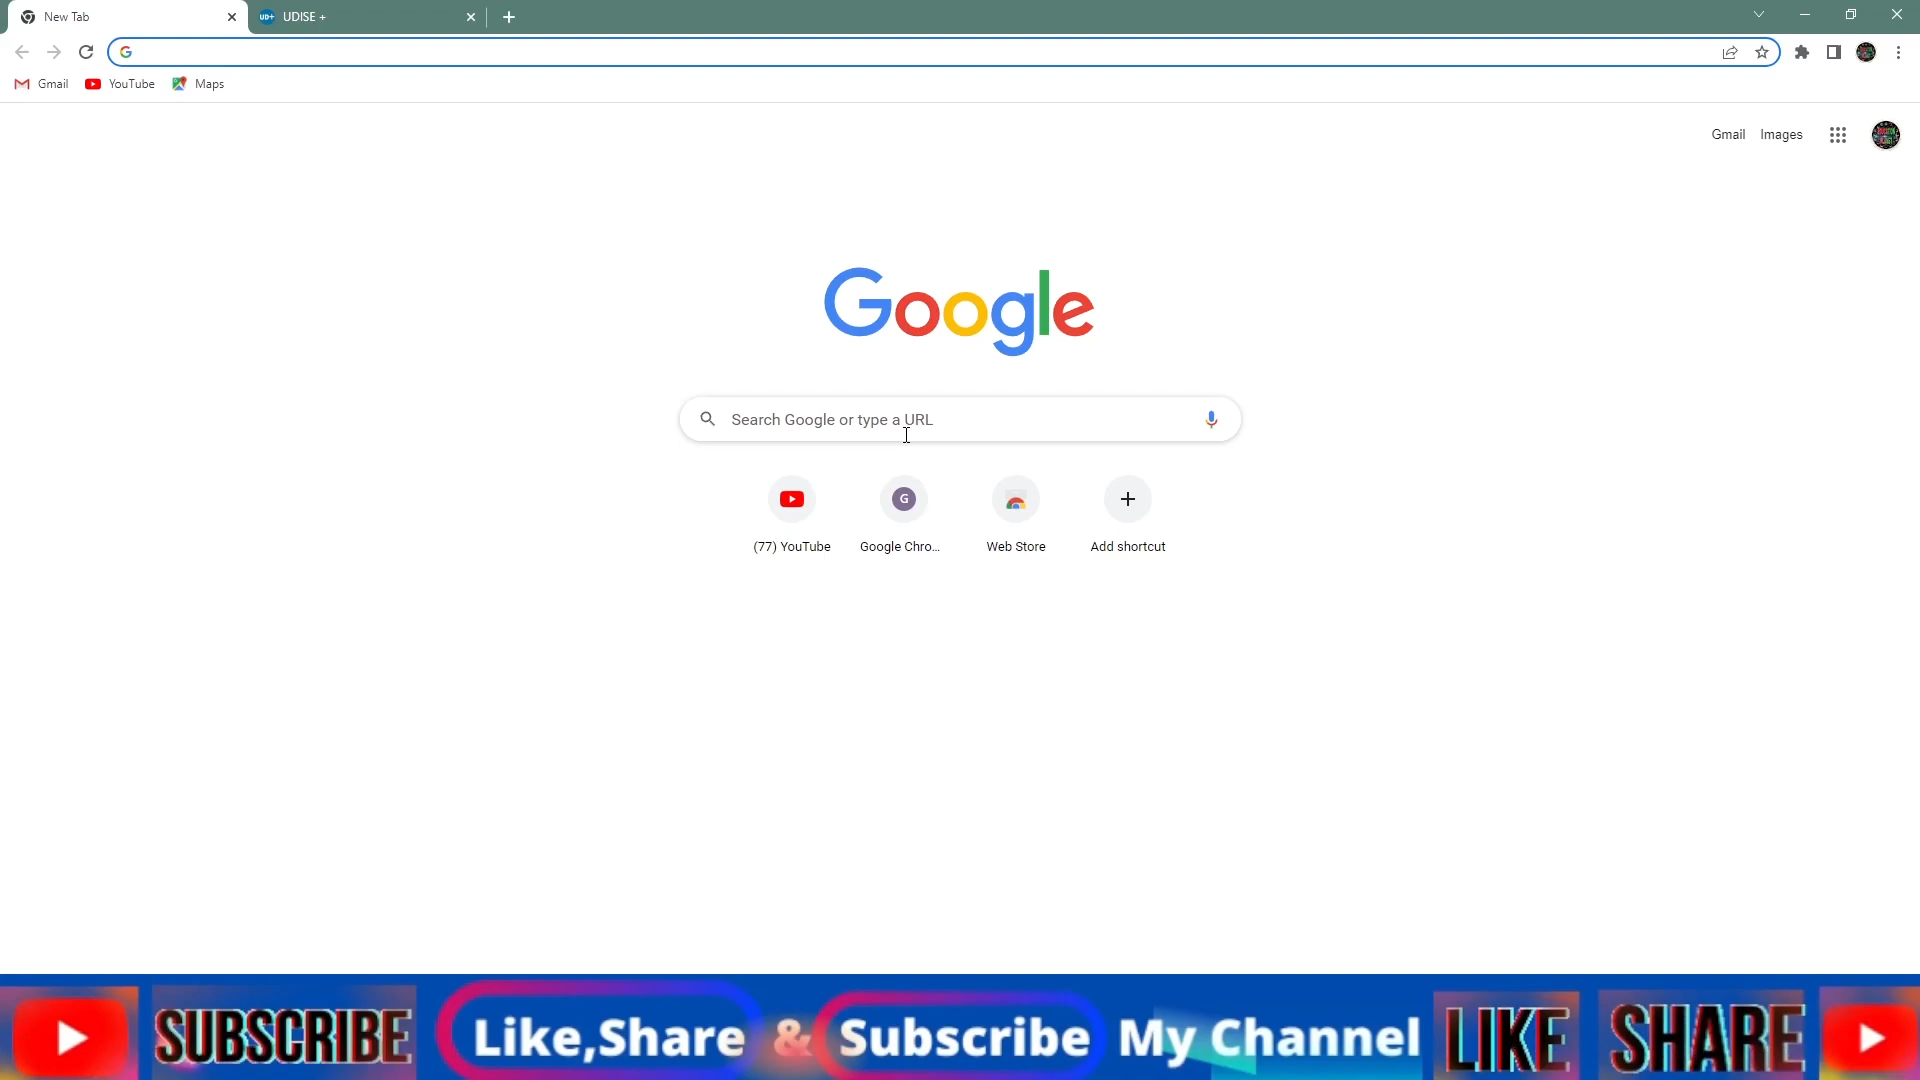 New Tab
UDISE +
Gmail YouTube Maps
Gmail Images
Google
Search Google or type a URL
G
(77) YouTube Google Chro... Web Store Add shortcut
SUBSCRIBE Like,Share & Subscribe My Channel LIKE SHARE